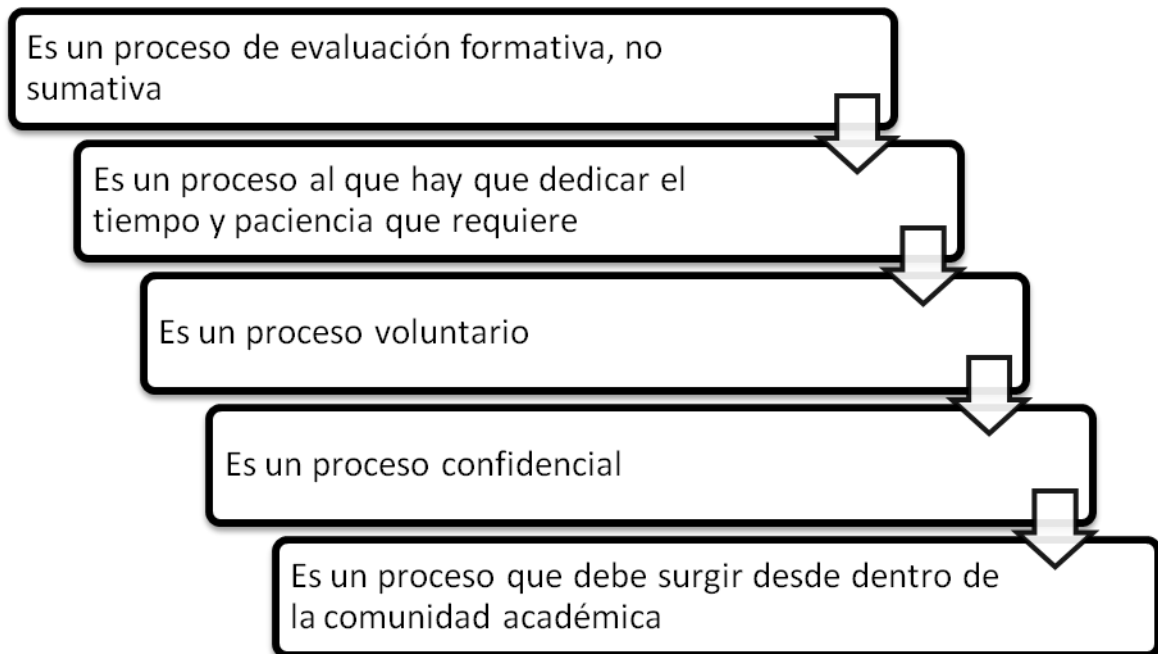 Es un proceso de evaluación formativa, no
sumativa
Es un proceso al que hay que dedicar el
tiempo y paciencia que requiere
Es un proceso voluntario
Es un proceso confidencial
Es un proceso que debe surgir desde dentro de
la comunidad académica